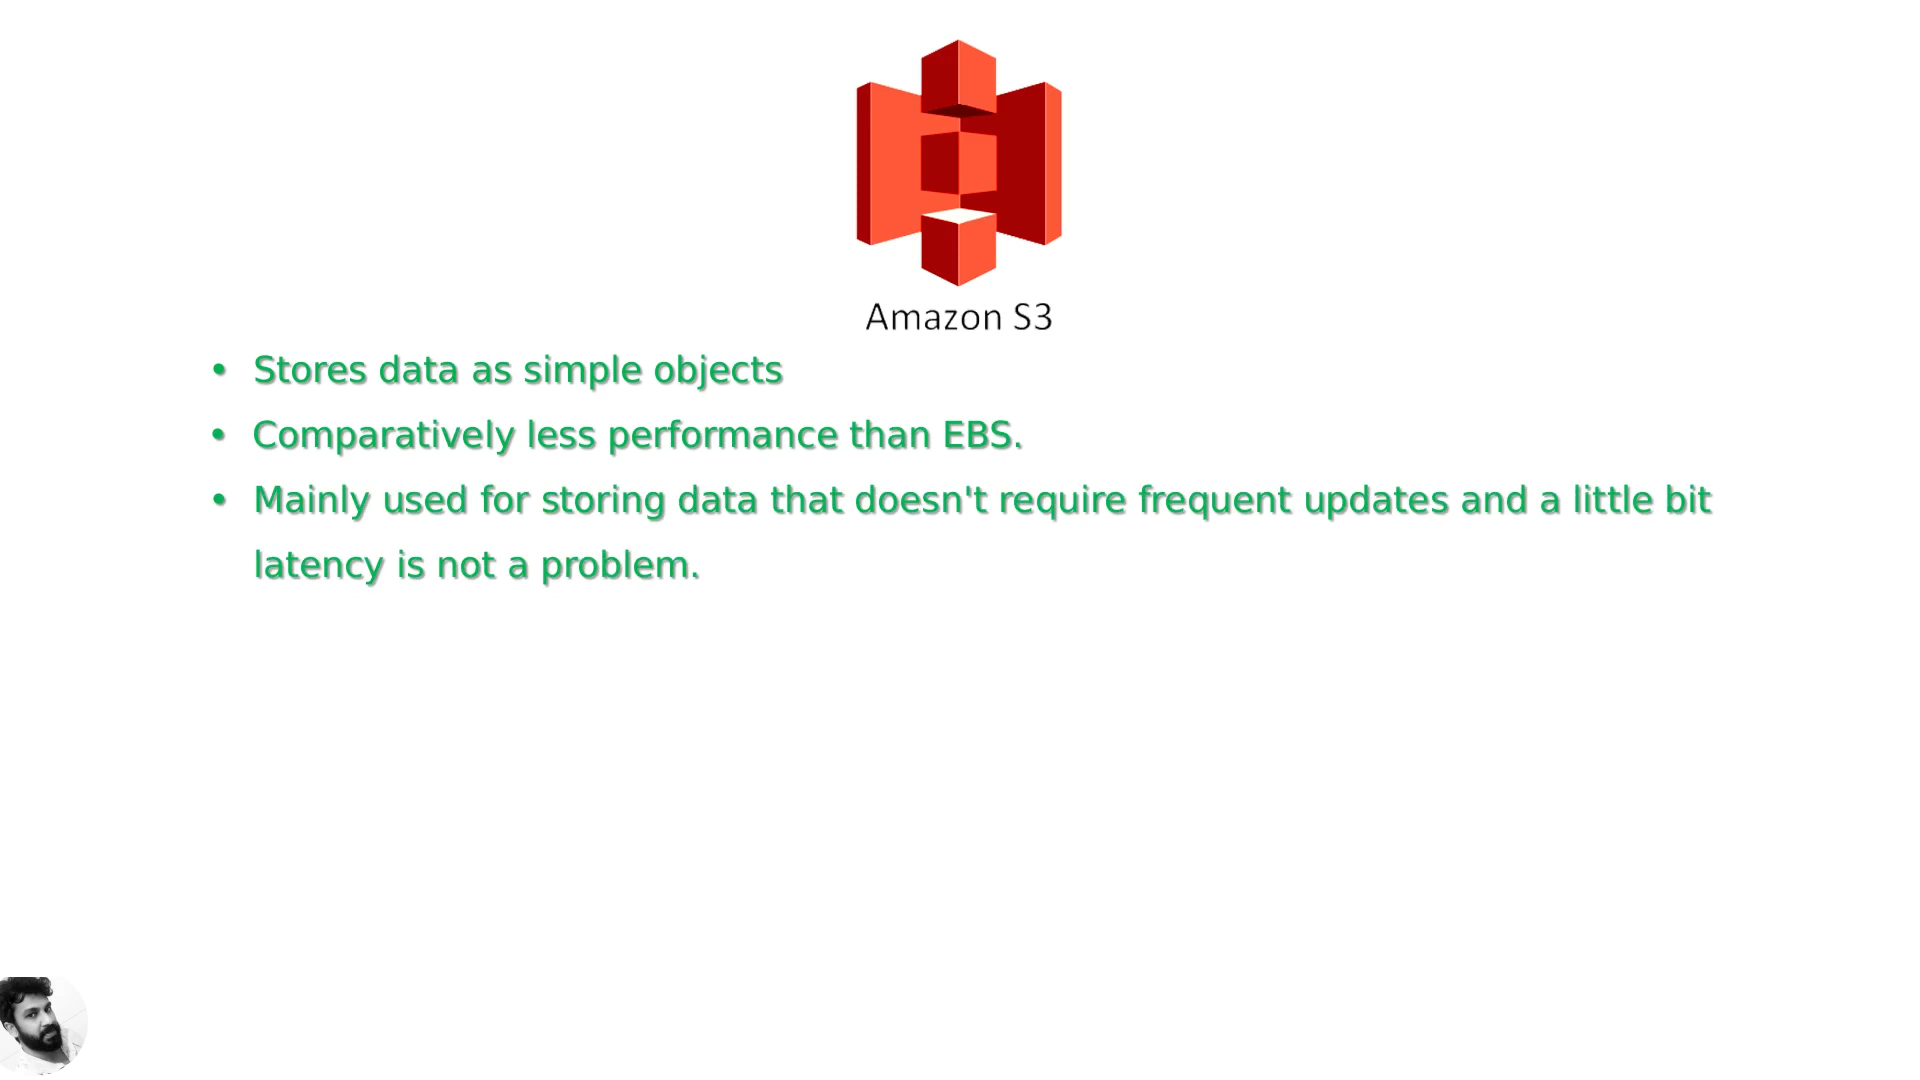 Amazon S3
• Stores data as simple objects
• Comparatively less performance than EBS.
• Mainly used for storing data that doesn't require frequent updates and a little bit
latency is not a problem.